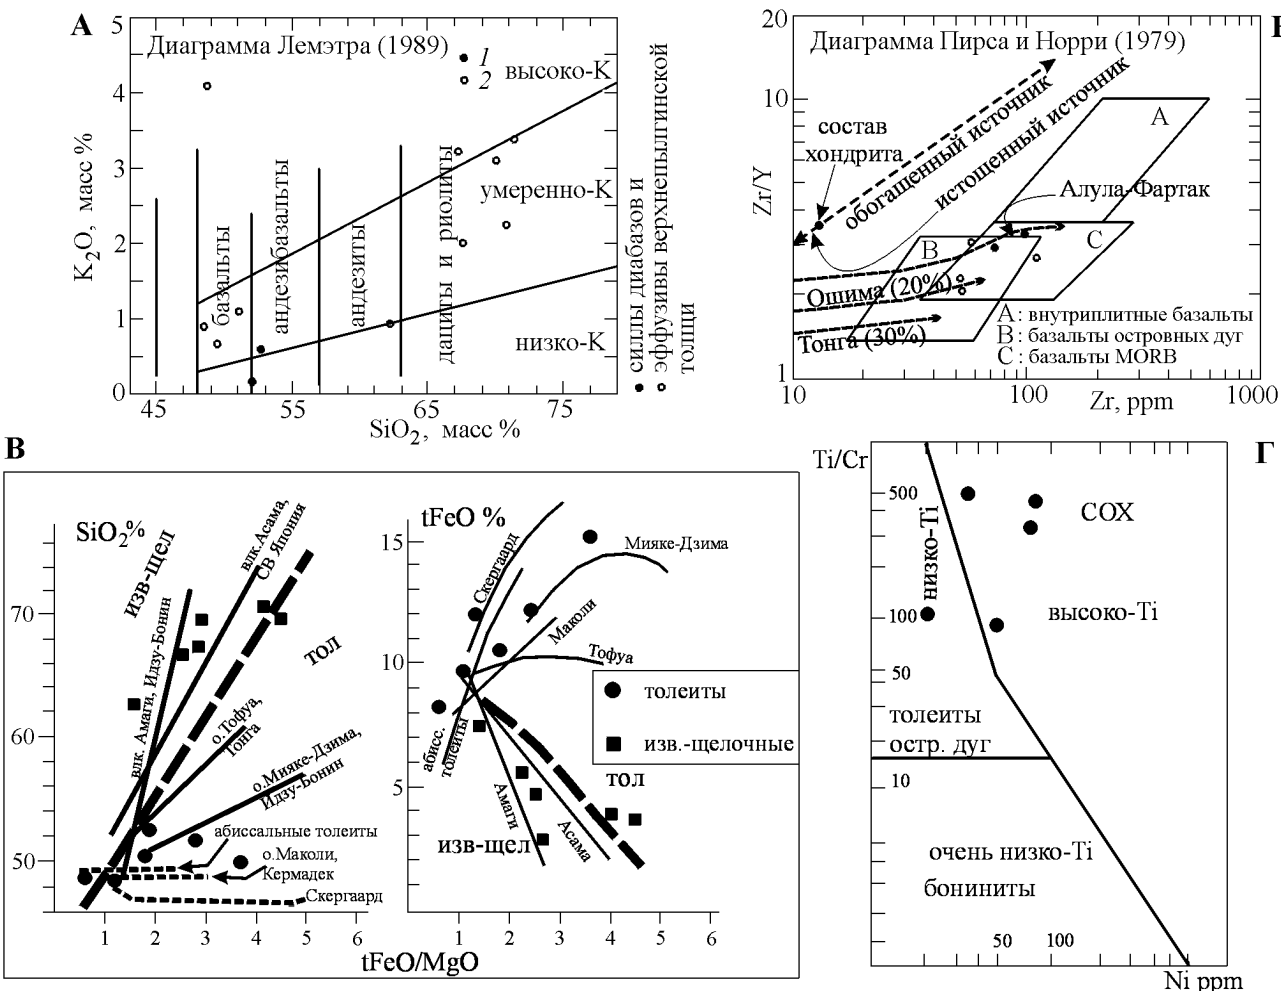 А
Диаграмма Лемэтра (1989)
1
2
5
4
3
2
1
0
K₂O, масс %
45
55
65
75
SiO₂, масс %
высоко-K
умеренно-K
низко-K
базальты
андезибазальты
андезиты
дациты и риолиты
силлы диабазов и
эффузивы верхнепылгинской
толщи
Диаграмма Пирса и Норри (1979)
20
10
1
Zr/Y
10
100
1000
Zr, ppm
состав
хондрита
обогащенный источник
истощенный источник
Алула-Фартак
A
B
C
Ошима (20%)
Тонга (30%)
A : внутриплитные базальты
B : базальты островных дуг
C : базальты MORB
В
SiO₂%
70
60
50
изв-щел
влк.Асама,
СВ Япония
влк. Амаги, Идзу-Бонин
тол
о.Тофуа,
Тонга
о.Мияке-Дзима,
Идзу-Бонин
абиссальные толеиты
о.Маколи,
Кермадек
Скергаард
1
2
3
4
5
6
tFeO/MgO
tFeO %
15
10
5
Скергаард
Мияке-Дзима
Маколи
Тофуа
абисс.
толеиты
Амаги
Асама
изв-щел
тол
толеиты
изв.-щелочные
1
2
3
4
5
6
Г
Ti/Cr
500
100
50
10
низко-Ti
СОХ
высоко-Ti
толеиты
остр. дуг
очень низко-Ti
бониниты
50
100
Ni ppm